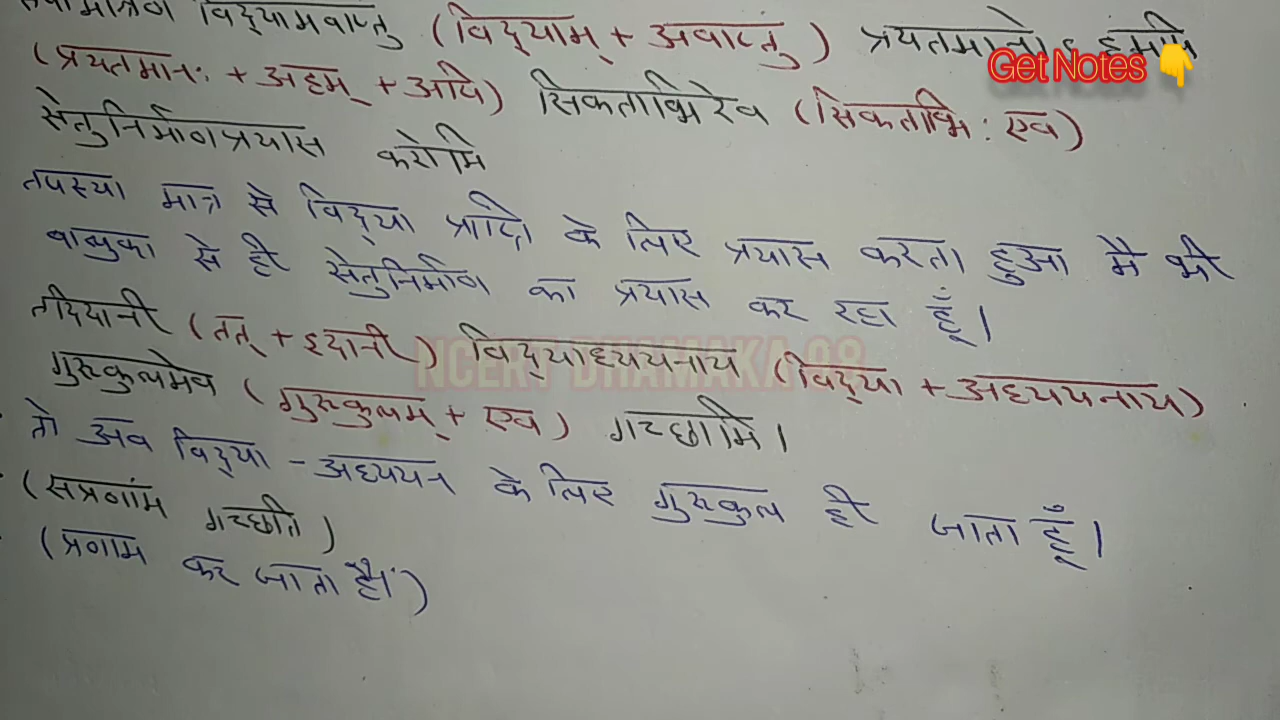 विद्यामवाप्तु (विद्याम् + अवाप्तु) प्रयतमानोऽहमपि
Get Notes 👇
(प्रयतमानः + अहम् + अपि) सिकताभिरेव (सिकताभि : एव)
सेतुनिर्माणप्रयास करोमि
तपस्या मात्र से विद्या प्राप्ति के लिए प्रयास करता हुआ मै भी
बालुका से ही सेतुनिर्माण का प्रयास कर रहा हूँ।
तदिदानी (तत् + इदानी) विद्याध्ययनाय (विद्या + अध्ययनाय)
NCERT DHAMAKA 98
गुरुकुलमेव (गुरुकुलम् + एव) गच्छामि।
तो अब विद्या - अध्ययन के लिए गुरुकुल ही जाता हूँ।
(सप्रणांम गच्छति)
(प्रणाम कर जाता है।)